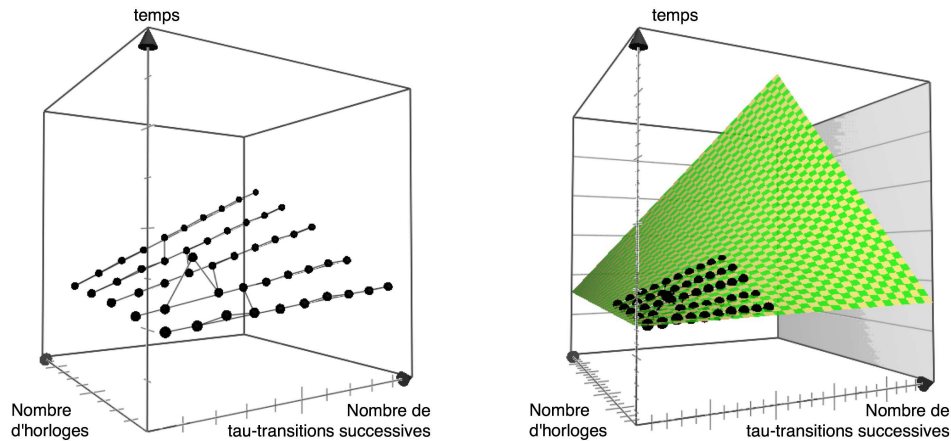 temps
Nombre
d'horloges
Nombre de
tau-transitions successives
temps
Nombre
d'horloges
Nombre de
tau-transitions successives